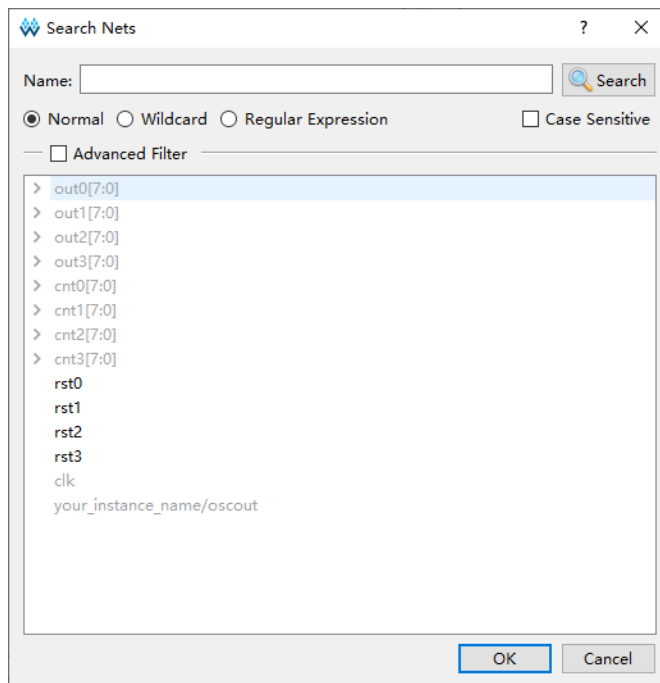 Search Nets
Name: Search
Normal Wildcard Regular Expression Case Sensitive
Advanced Filter
out0[7:0]
out1[7:0]
out2[7:0]
out3[7:0]
cnt0[7:0]
cnt1[7:0]
cnt2[7:0]
cnt3[7:0]
rst0
rst1
rst2
rst3
clk
your_instance_name/oscout
OK Cancel